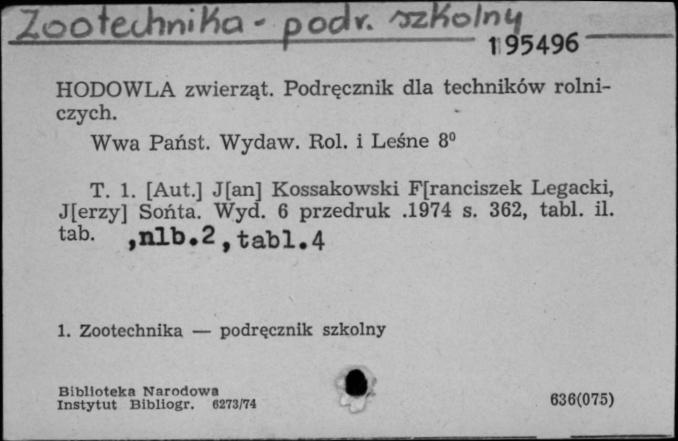 Zootechnika - podr. szkolny
195496
HODOWLA zwierząt. Podręcznik dla techników rolni-
czych.
Wwa Państ. Wydaw. Rol. i Leśne 8⁰
T. 1. [Aut.] J[an] Kossakowski F[ranciszek Legacki,
J[erzy] Sońta. Wyd. 6 przedruk .1974 s. 362, tabl. il.
tab. ,nlb.2, tabl.4
1. Zootechnika — podręcznik szkolny
Biblioteka Narodowa
Instytut Bibliogr. 6273/74
636(075)